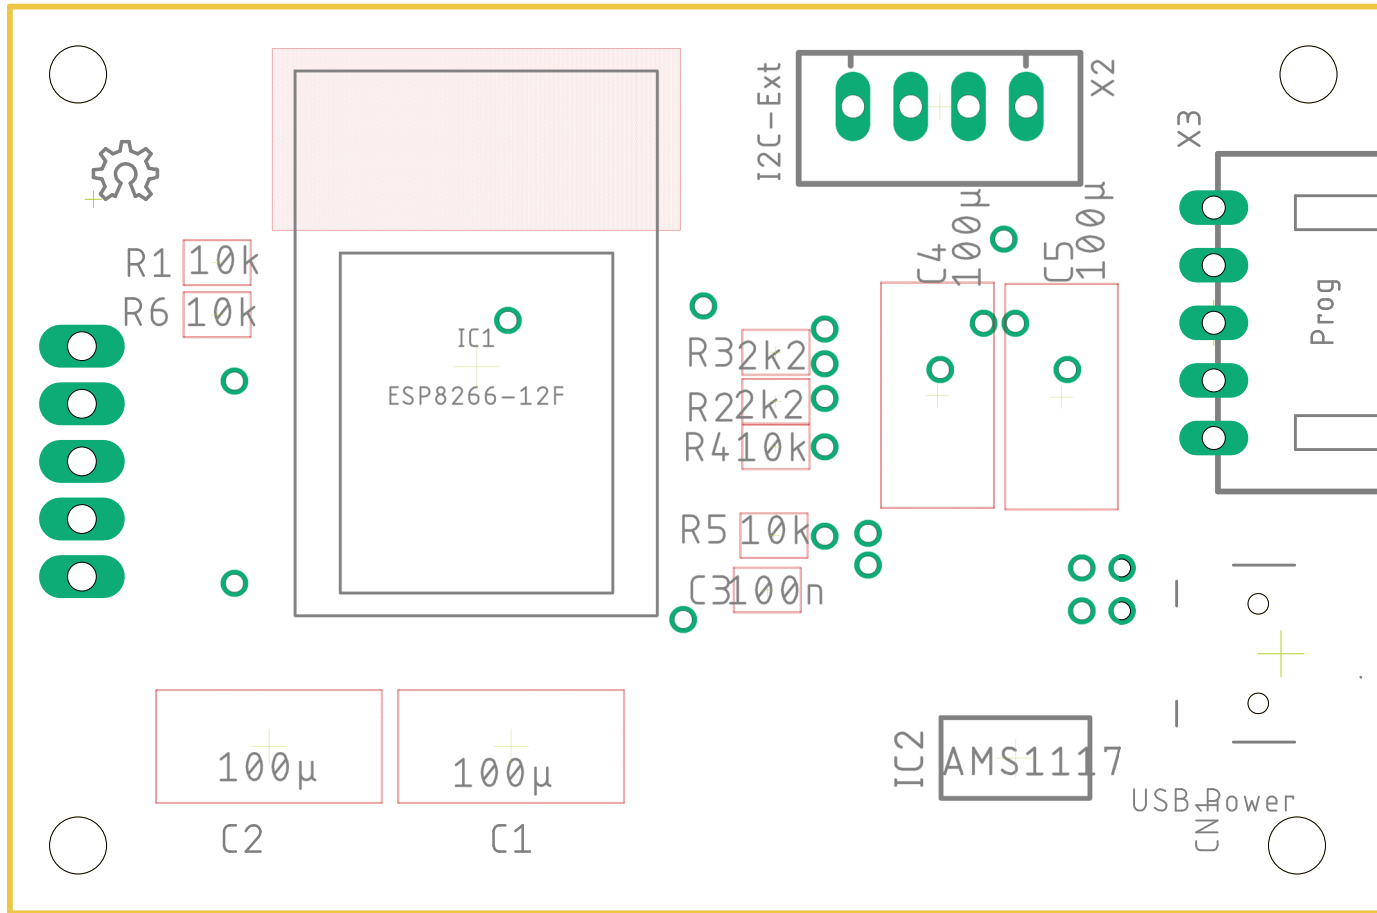 I2C-Ext
X2
X3
C4
100µ
C5
100µ
R1 10k
R6 10k
Prog
IC1
ESP8266-12F
R3 2k2
R2 2k2
R4 10k
R5 10k
C3 100n
100µ
C2
100µ
C1
IC2
AMS1117
USB Power
CN1